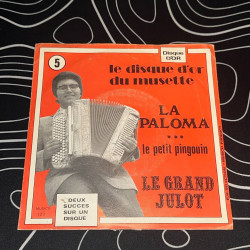 Disque
D'OR
5
le disque d'or
du musette
LA
PALOMA
***
le petit pingouin
LE GRAND
JULOT
DEUX
SUCCES
SUR UN
DISQUE